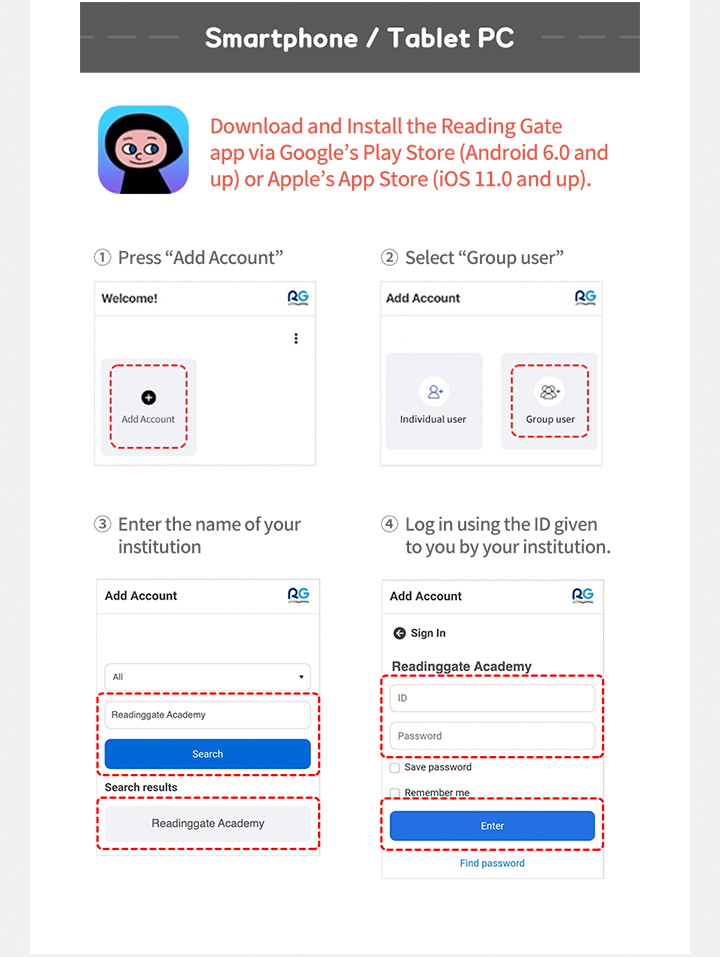 Smartphone / Tablet PC
Download and Install the Reading Gate
app via Google's Play Store (Android 6.0 and
up) or Apple's App Store (iOS 11.0 and up).
① Press “Add Account”
Welcome!
RG
Add Account
② Select “Group user”
Add Account
RG
Individual user
Group user
③ Enter the name of your
institution
Add Account
RG
All
Readinggate Academy
Search
Search results
Readinggate Academy
④ Log in using the ID given
to you by your institution.
Add Account
RG
Sign In
Readinggate Academy
ID
Password
Save password
Remember me
Enter
Find password